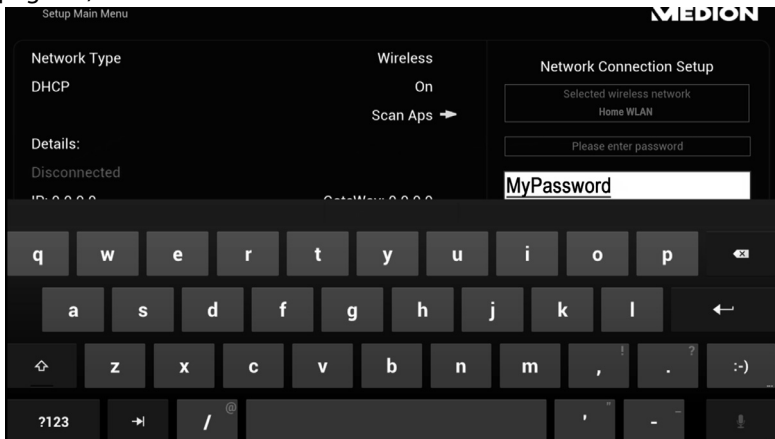 Setup Main Menu
MEDION
Network Type
Wireless
DHCP
On
Scan Aps
Details:
Disconnected
Network Connection Setup
Selected wireless network
Home WLAN
Please enter password
MyPassword
q w e r t y u i o p
a s d f g h j k l
z x c v b n m , ! . ? :-)
?123 / @ ' " - _